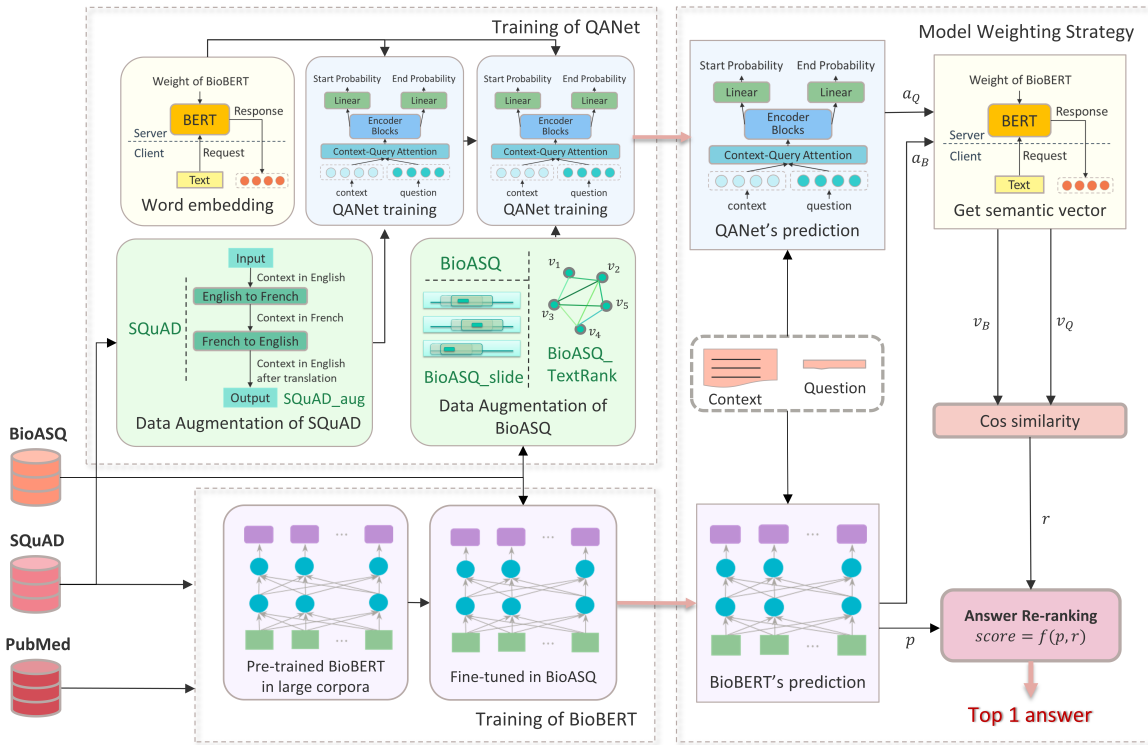 Training of QANet
Weight of BioBERT
BERT
Response
Server
Client
Request
Text
Word embedding
Start Probability
End Probability
Linear
Linear
Encoder
Blocks
Context-Query Attention
context
question
QANet training
Start Probability
End Probability
Linear
Linear
Encoder
Blocks
Context-Query Attention
context
question
QANet training
Input
Context in English
English to French
Context in French
SQuAD
French to English
Context in English
after translation
Output
SQuAD_aug
Data Augmentation of SQuAD
BioASQ
BioASQ_slide
v1
v2
v3
v4
v5
BioASQ_
TextRank
Data Augmentation of
BioASQ
BioASQ
SQuAD
PubMed
Pre-trained BioBERT
in large corpora
Fine-tuned in BioASQ
Training of BioBERT
Model Weighting Strategy
Start Probability
End Probability
Linear
Linear
Encoder
Blocks
Context-Query Attention
context
question
QANet's prediction
aQ
aB
Weight of BioBERT
BERT
Response
Server
Client
Request
Text
Get semantic vector
Context
Question
vB
vQ
Cos similarity
r
BioBERT's prediction
p
Answer Re-ranking
score = f(p, r)
Top 1 answer
… 
…
…
…
…
…